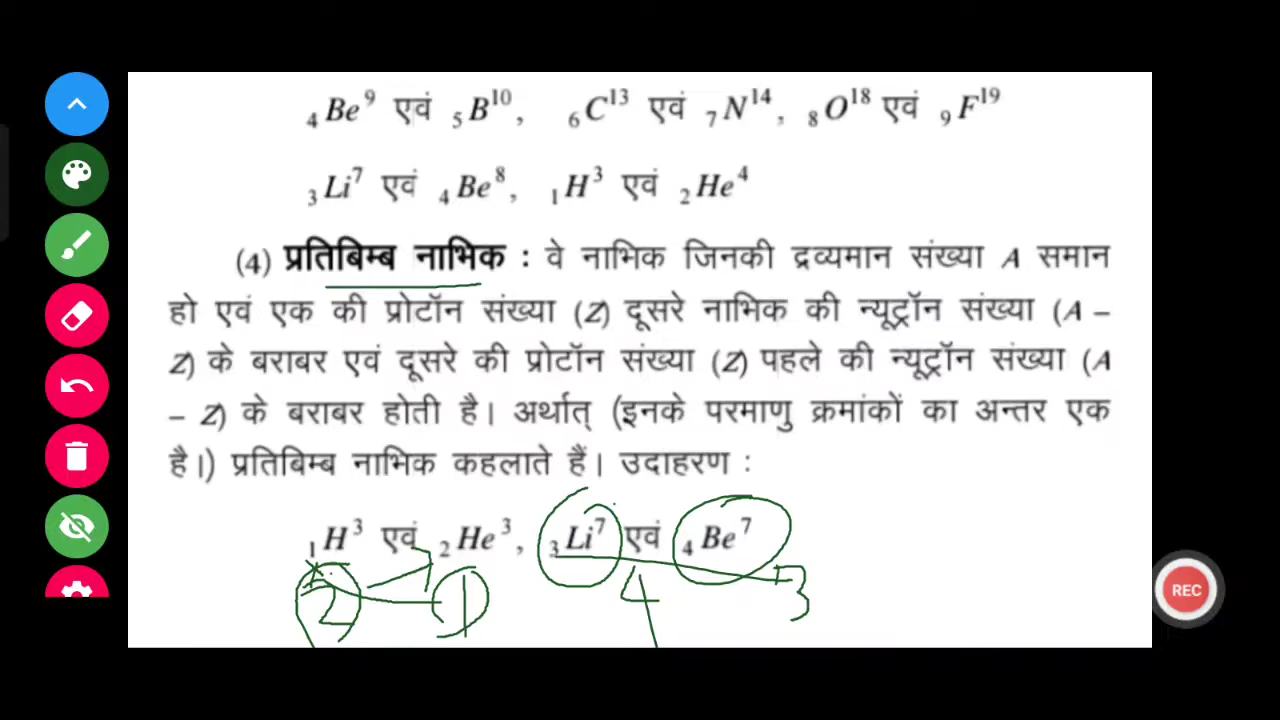 ₄Be⁹ एवं ₅B¹⁰, ₆C¹³ एवं ₇N¹⁴, ₈O¹⁸ एवं ₉F¹⁹
₃Li⁷ एवं ₄Be⁸, ₁H³ एवं ₂He⁴
(4) प्रतिबिम्ब नाभिक : वे नाभिक जिनकी द्रव्यमान संख्या A समान
हो एवं एक की प्रोटॉन संख्या (Z) दूसरे नाभिक की न्यूट्रॉन संख्या (A –
Z) के बराबर एवं दूसरे की प्रोटॉन संख्या (Z) पहले की न्यूट्रॉन संख्या (A
– Z) के बराबर होती है। अर्थात् (इनके परमाणु क्रमांकों का अन्तर एक
है।) प्रतिबिम्ब नाभिक कहलाते हैं। उदाहरण :
₁H³ एवं ₂He³, ₃Li⁷ एवं ₄Be⁷
2 1 4 3
REC